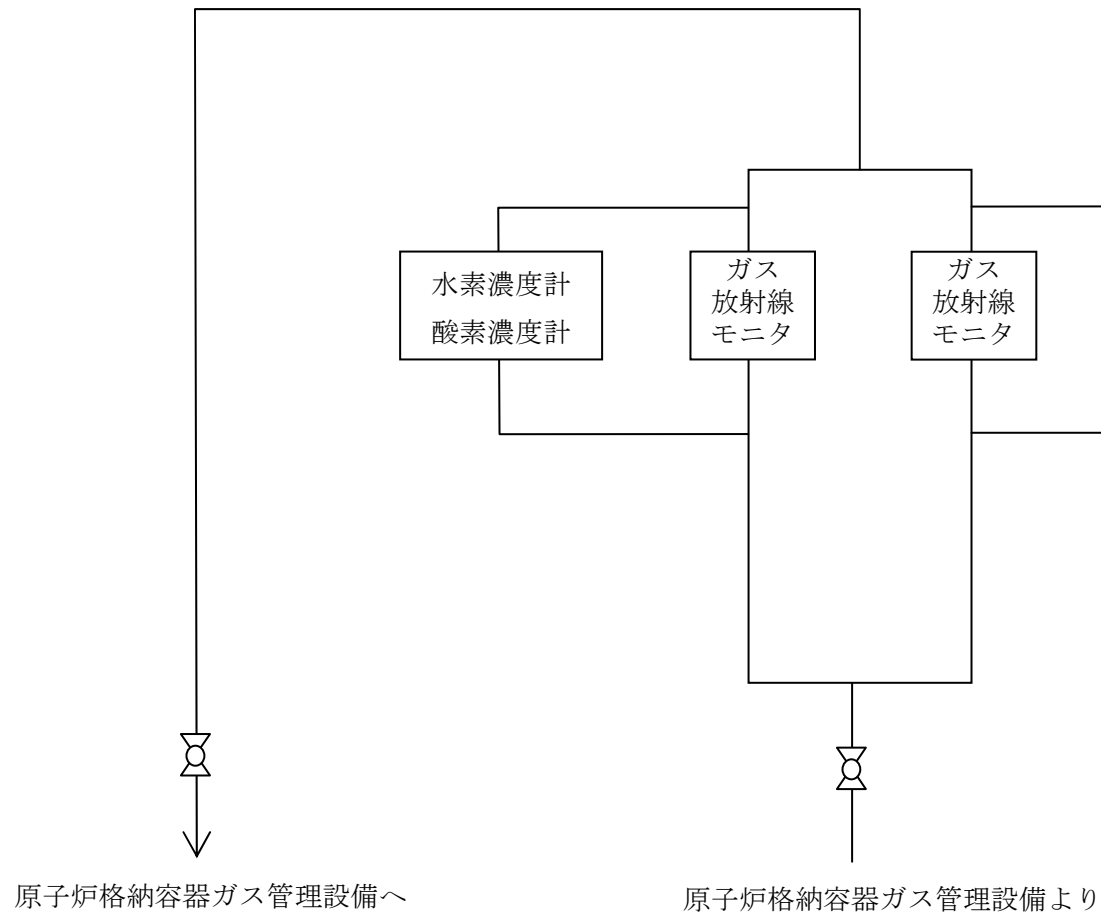 水素濃度計
酸素濃度計
ガス
放射線
モニタ
ガス
放射線
モニタ
原子炉格納容器ガス管理設備へ
原子炉格納容器ガス管理設備より